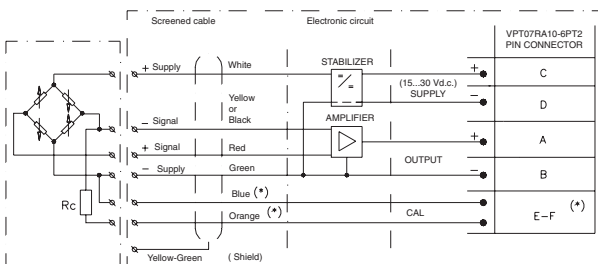 Screened cable
Electronic circuit
VPT07RA10-6PT2
PIN CONNECTOR
+ Supply
White
STABILIZER
=
=
(15...30 Vd.c.)
SUPPLY
+
C
−
D
Yellow
or
Black
− Signal
AMPLIFIER
+
A
+ Signal
Red
OUTPUT
− Supply
Green
−
B
Blue (*)
Rc
Orange (*)
CAL
E-F (*)
Yellow-Green
( Shield)